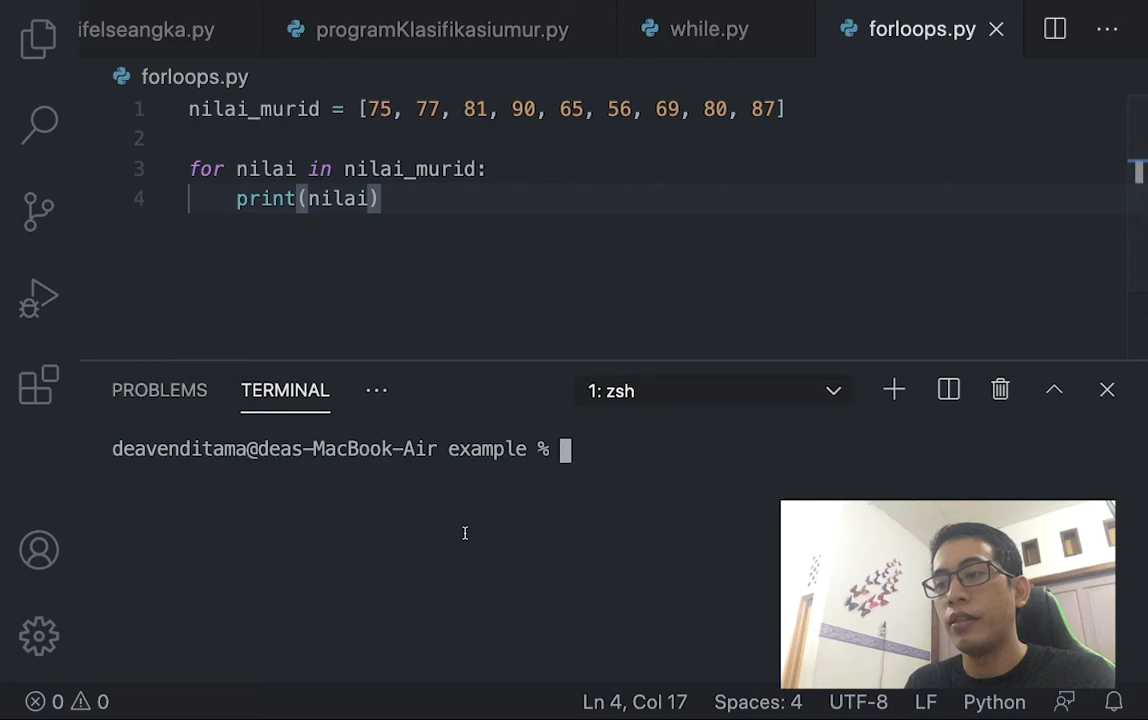 ifelseangka.py programKlasifikasiumur.py while.py forloops.py
forloops.py
1 nilai_murid = [75, 77, 81, 90, 65, 56, 69, 80, 87]
2
3 for nilai in nilai_murid:
4 print(nilai)
PROBLEMS TERMINAL ··· 1: zsh
deavenditama@deas-MacBook-Air example %
0 0 Ln 4, Col 17 Spaces: 4 UTF-8 LF Python